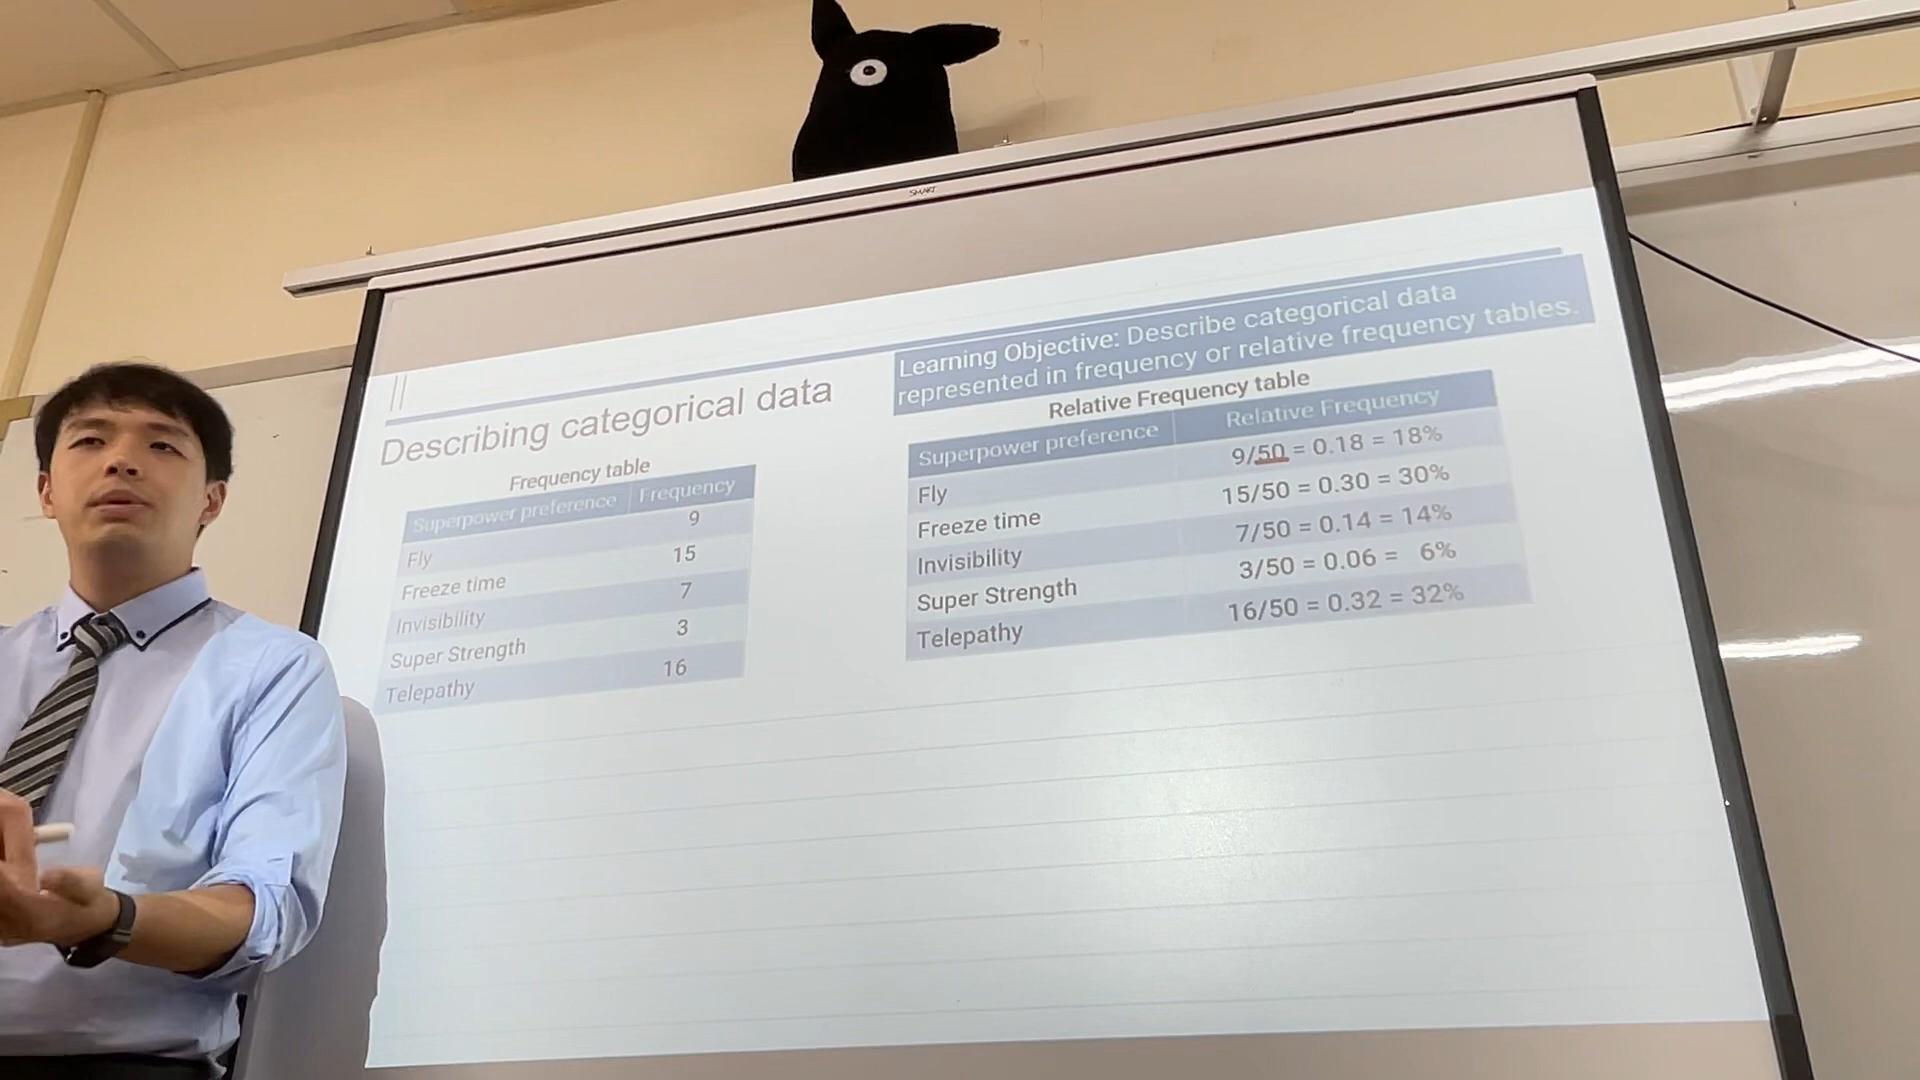 SMART
Learning Objective: Describe categorical data
represented in frequency or relative frequency tables.
Describing categorical data
Frequency table
Superpower preference Frequency
Fly 9
Freeze time 15
Invisibility 7
Super Strength 3
Telepathy 16
Relative Frequency table
Superpower preference Relative Frequency
Fly 9/50 = 0.18 = 18%
Freeze time 15/50 = 0.30 = 30%
Invisibility 7/50 = 0.14 = 14%
Super Strength 3/50 = 0.06 = 6%
Telepathy 16/50 = 0.32 = 32%